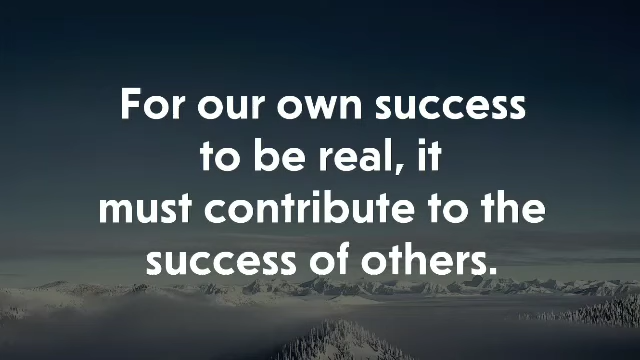 For our own success
to be real, it
must contribute to the
success of others.